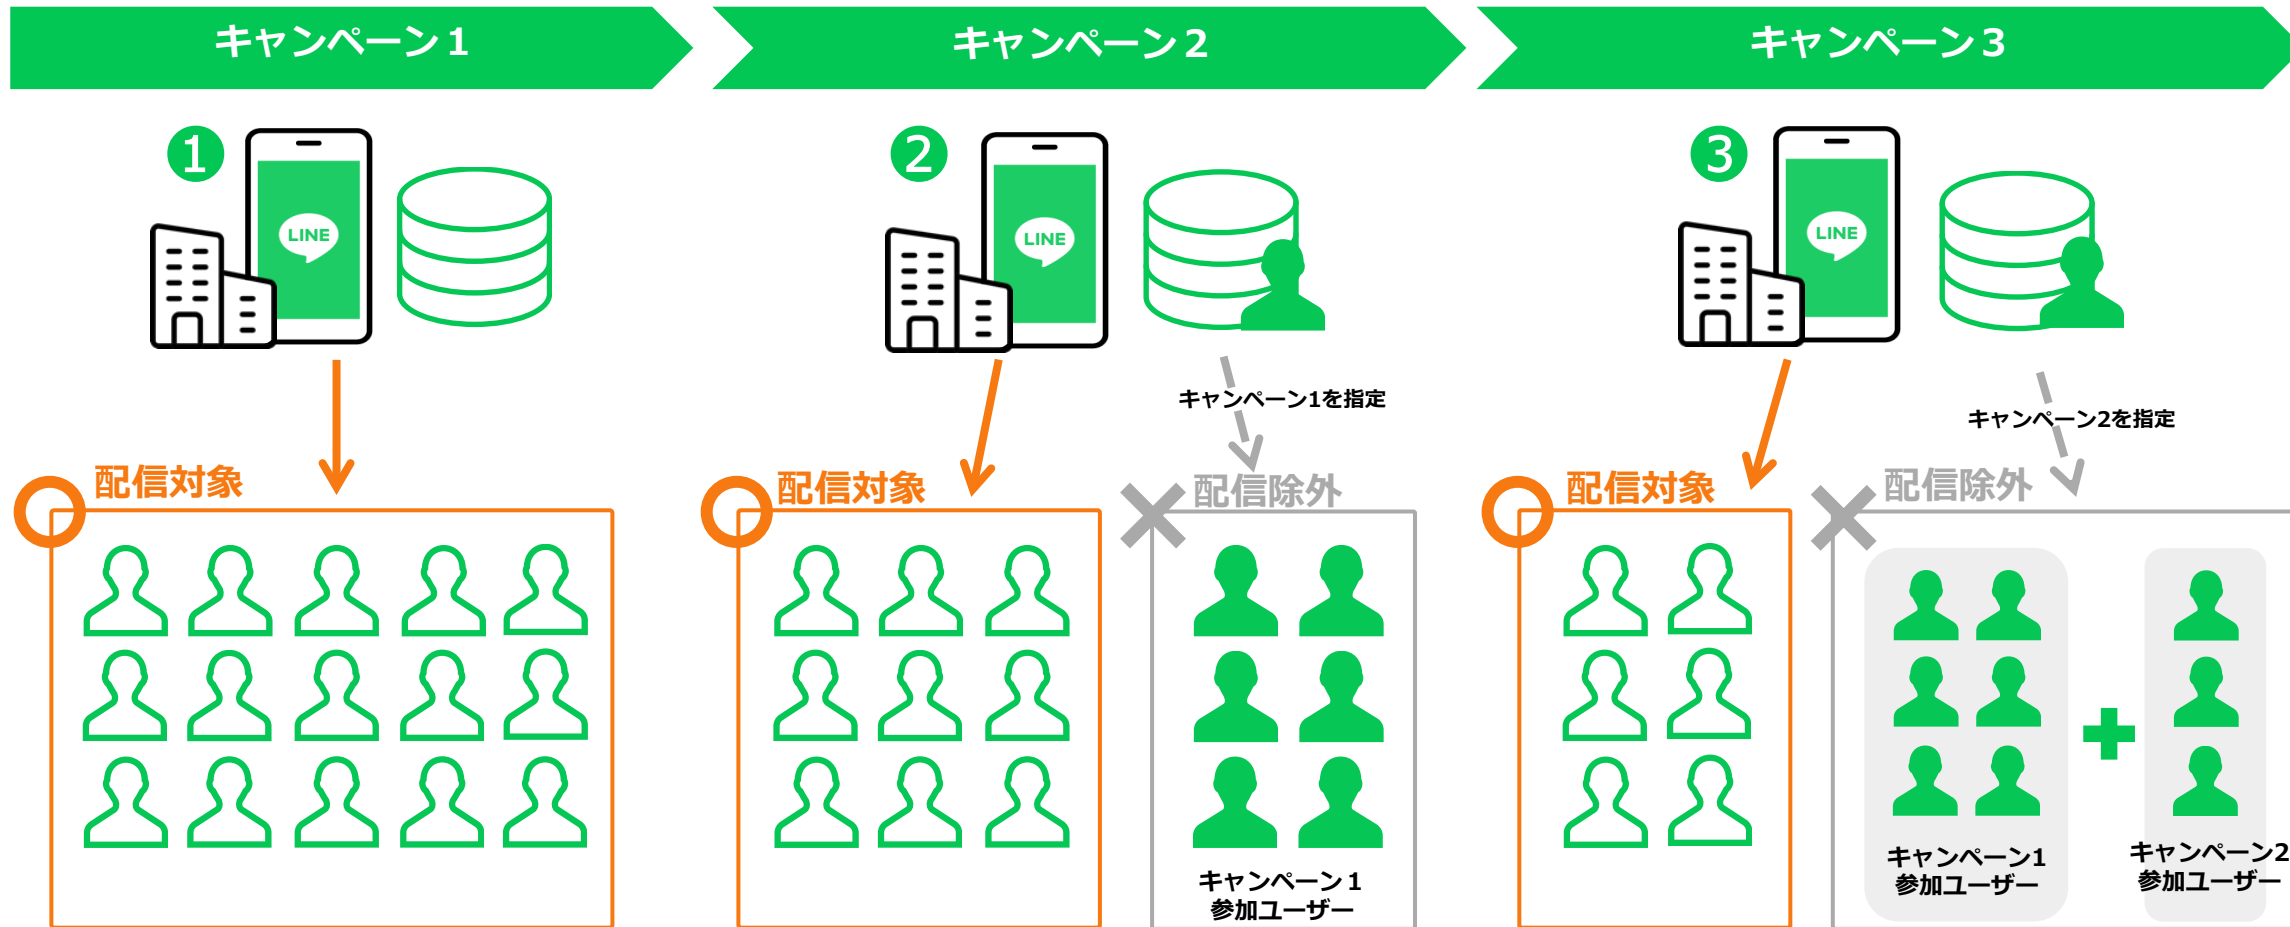 キャンペーン１
キャンペーン２
キャンペーン３
1
LINE
2
LINE
3
LINE
キャンペーン1を指定
キャンペーン2を指定
配信対象
配信対象
配信除外
配信対象
配信除外
キャンペーン１
参加ユーザー
キャンペーン1
参加ユーザー
キャンペーン2
参加ユーザー